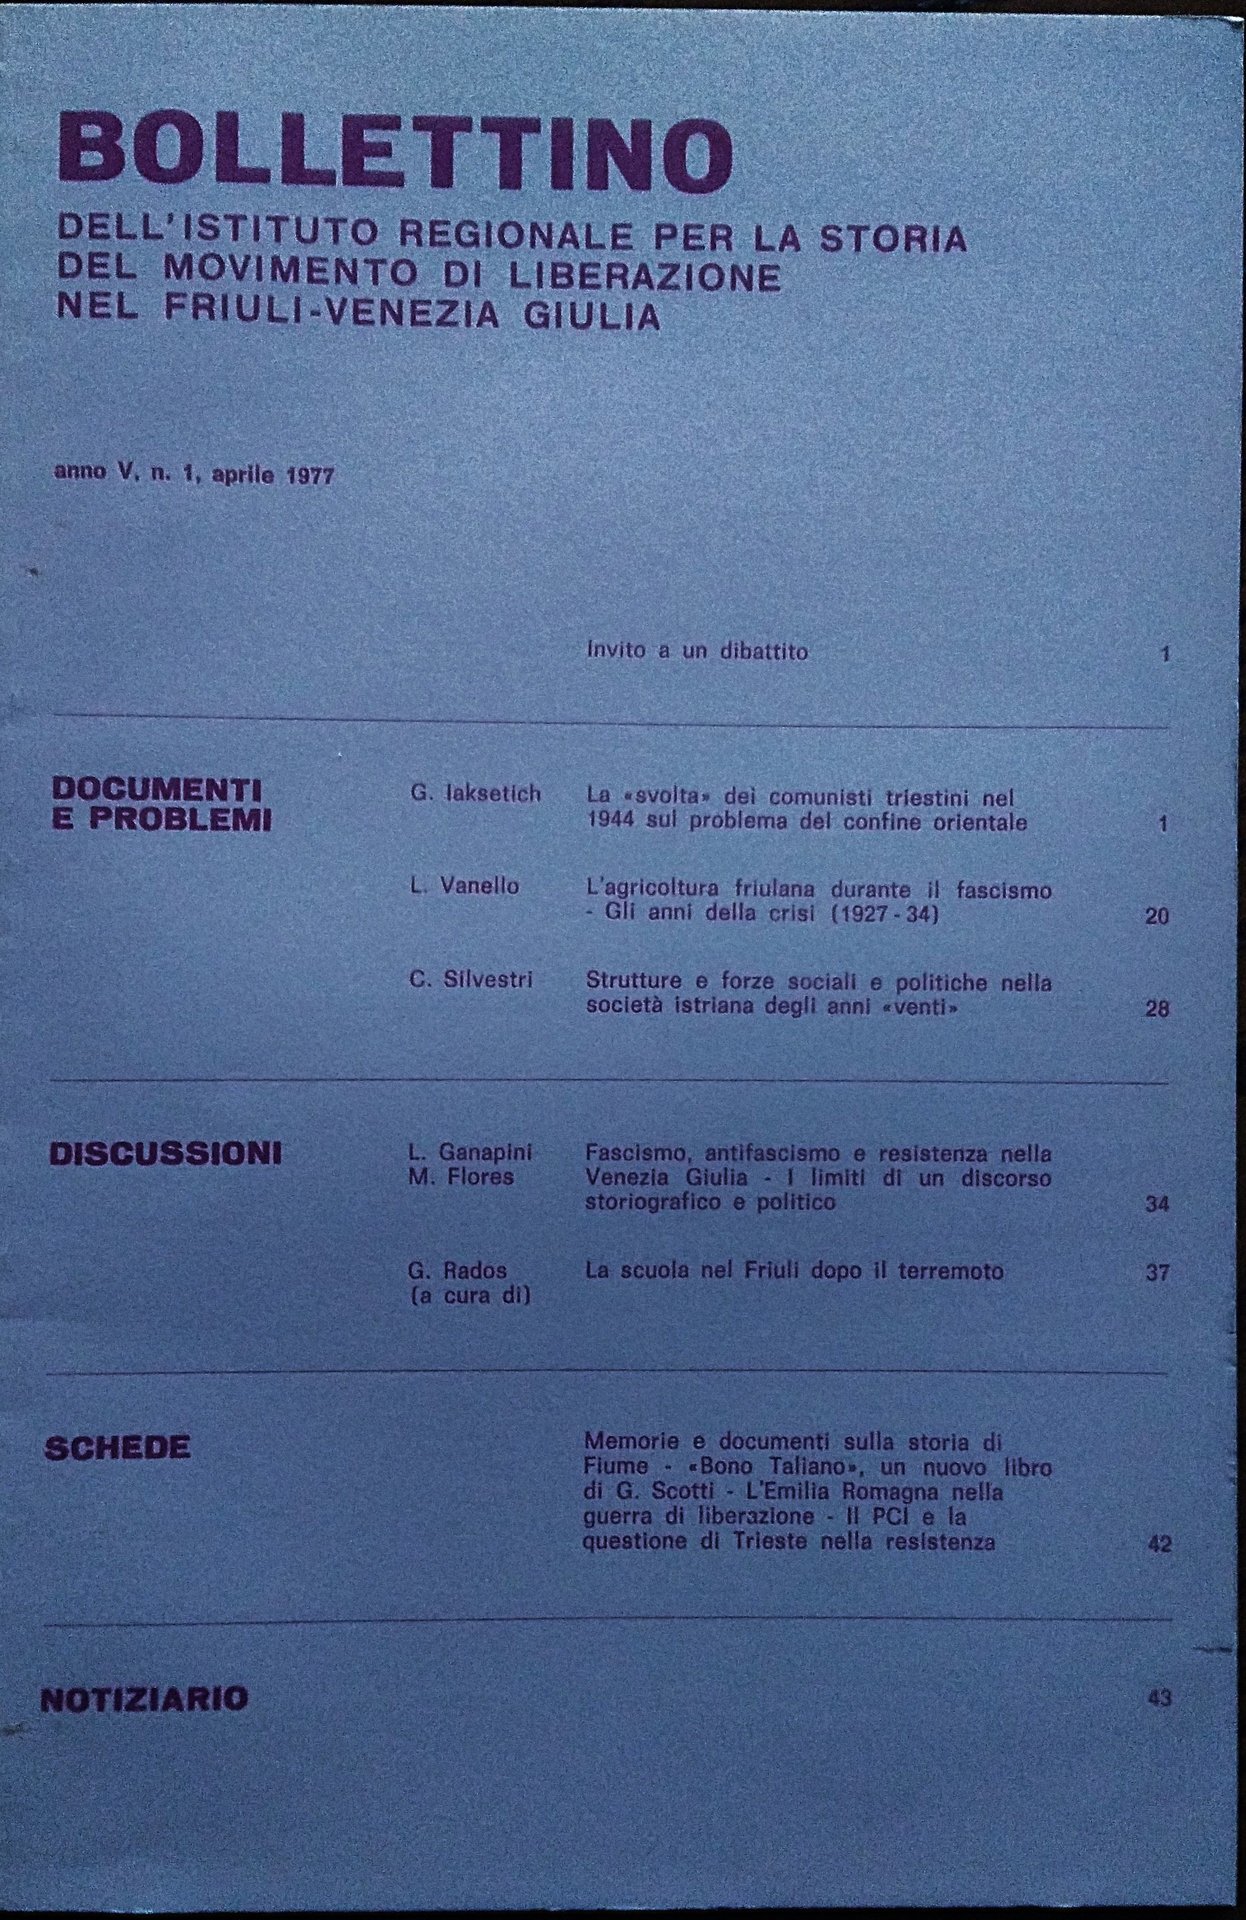 BOLLETTINO
DELL'ISTITUTO REGIONALE PER LA STORIA
DEL MOVIMENTO DI LIBERAZIONE
NEL FRIULI-VENEZIA GIULIA
anno V, n. 1, aprile 1977
Invito a un dibattito 1
DOCUMENTI
E PROBLEMI
G. Iaksetich La «svolta» dei comunisti triestini nel
1944 sul problema del confine orientale 1
L. Vanello L'agricoltura friulana durante il fascismo
- Gli anni della crisi (1927-34) 20
C. Silvestri Strutture e forze sociali e politiche nella
società istriana degli anni «venti» 28
DISCUSSIONI L. Ganapini Fascismo, antifascismo e resistenza nella
M. Flores Venezia Giulia - I limiti di un discorso
storiografico e politico 34
G. Rados La scuola nel Friuli dopo il terremoto 37
(a cura di)
SCHEDE Memorie e documenti sulla storia di
Fiume - «Bono Taliano», un nuovo libro
di G. Scotti - L'Emilia Romagna nella
guerra di liberazione - Il PCI e la
questione di Trieste nella resistenza 42
NOTIZIARIO 43